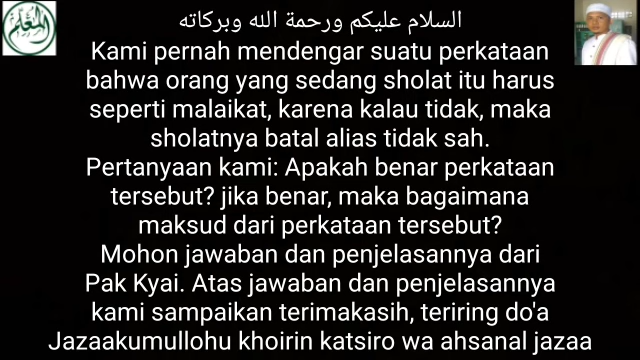 السلام عليكم ورحمة الله وبركاته
Kami pernah mendengar suatu perkataan
bahwa orang yang sedang sholat itu harus
seperti malaikat, karena kalau tidak, maka
sholatnya batal alias tidak sah.
Pertanyaan kami: Apakah benar perkataan
tersebut? jika benar, maka bagaimana
maksud dari perkataan tersebut?
Mohon jawaban dan penjelasannya dari
Pak Kyai. Atas jawaban dan penjelasannya
kami sampaikan terimakasih, teriring do'a
Jazaakumullohu khoirin katsiro wa ahsanal jazaa